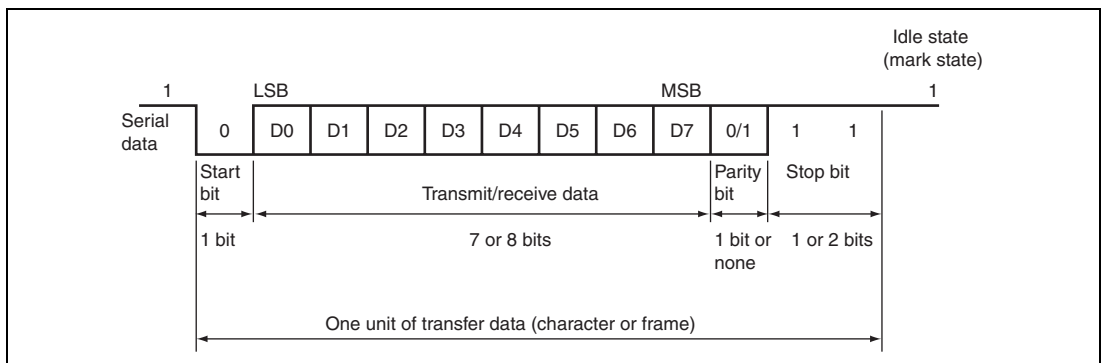 Idle state
(mark state)
1 LSB MSB 1
Serial
data
0 D0 D1 D2 D3 D4 D5 D6 D7 0/1 1 1
Start
bit
Transmit/receive data
Parity
bit
Stop bit
1 bit
7 or 8 bits
1 bit or
none
1 or 2 bits
One unit of transfer data (character or frame)